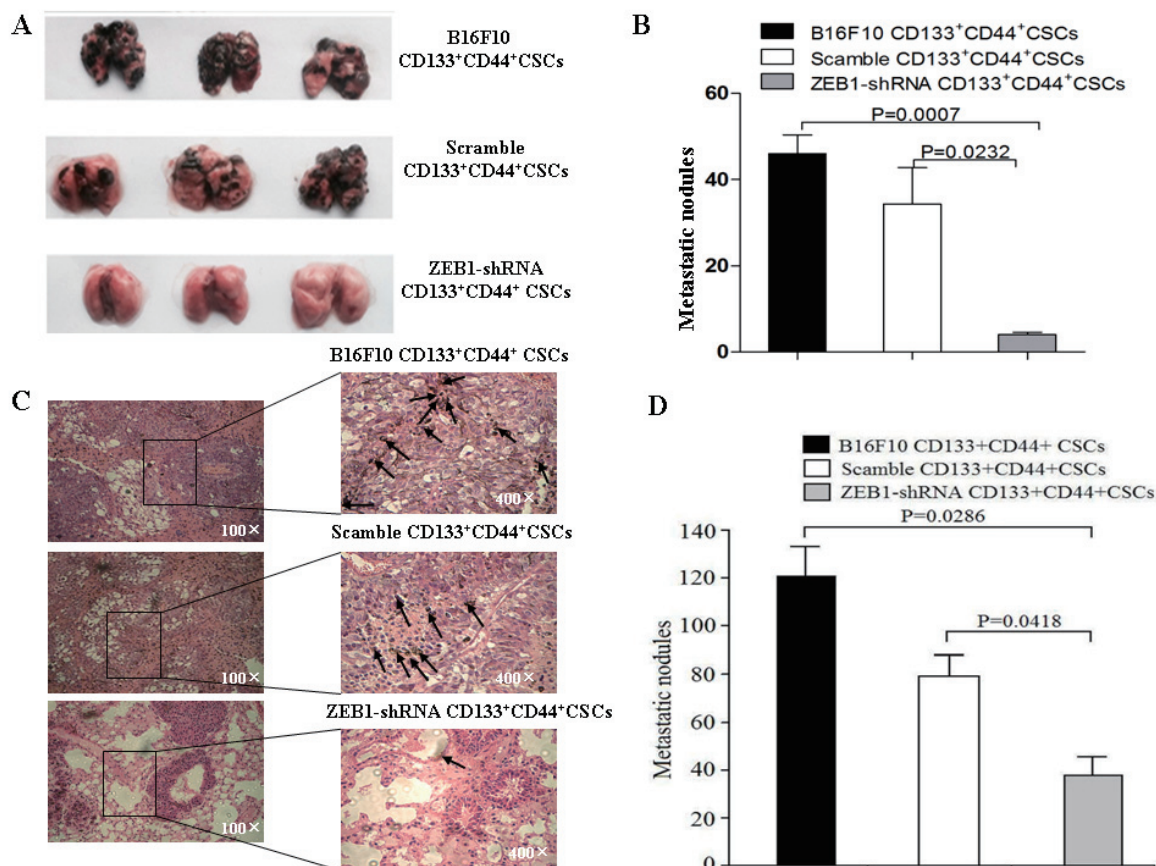 A
B16F10
CD133⁺CD44⁺CSCs
Scramble
CD133⁺CD44⁺CSCs
ZEB1-shRNA
CD133⁺CD44⁺ CSCs
B
B16F10 CD133⁺CD44⁺CSCs
Scamble CD133⁺CD44⁺CSCs
ZEB1-shRNA CD133⁺CD44⁺CSCs
Metastatic nodules
60
40
20
0
P=0.0007
P=0.0232
C
B16F10 CD133⁺CD44⁺ CSCs
100×
400×
Scamble CD133⁺CD44⁺CSCs
100×
400×
ZEB1-shRNA CD133⁺CD44⁺CSCs
100×
400×
D
B16F10 CD133+CD44+ CSCs
Scamble CD133+CD44+CSCs
ZEB1-shRNA CD133+CD44+CSCs
Metastatic nodules
140
120
100
80
60
40
20
0
P=0.0286
P=0.0418